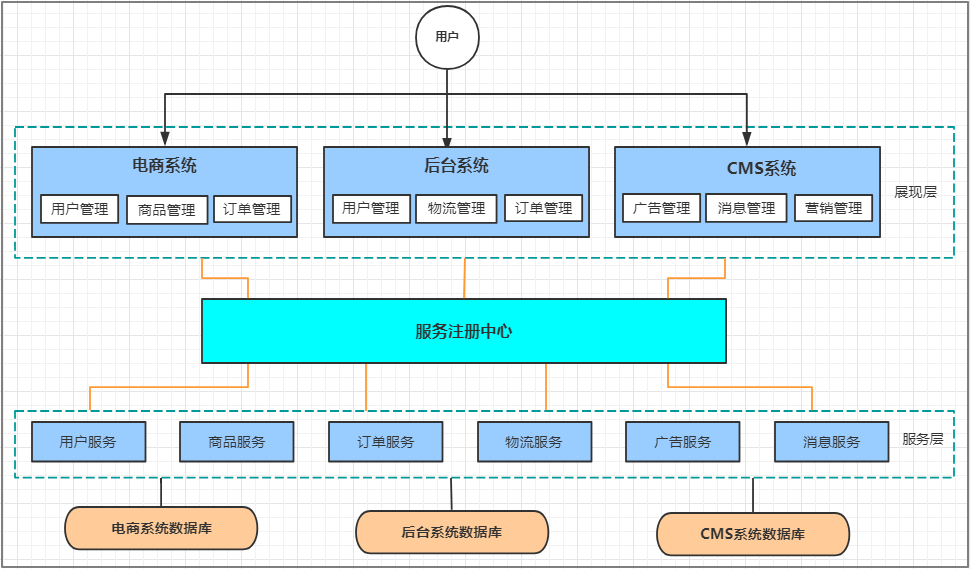 用户
电商系统
用户管理
商品管理
订单管理
后台系统
用户管理
物流管理
订单管理
CMS系统
广告管理
消息管理
营销管理
展现层
服务注册中心
用户服务
商品服务
订单服务
物流服务
广告服务
消息服务
服务层
电商系统数据库
后台系统数据库
CMS系统数据库